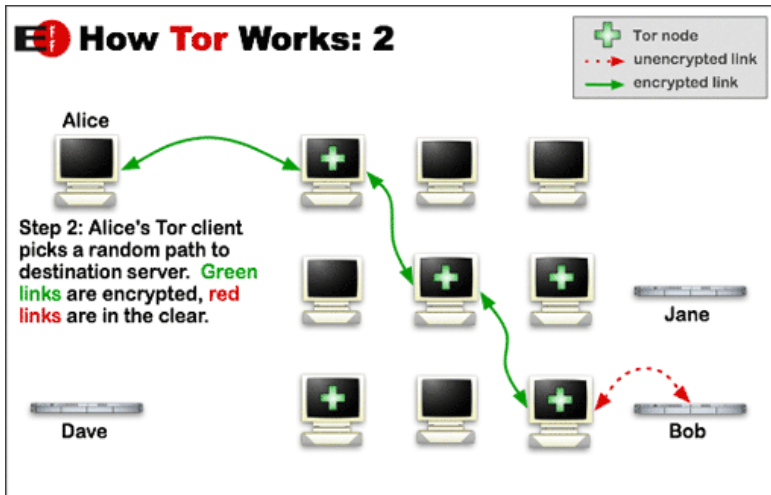 EFF How Tor Works: 2
Tor node
unencrypted link
encrypted link
Alice
Step 2: Alice's Tor client
picks a random path to
destination server. Green
links are encrypted, red
links are in the clear.
Jane
Dave
Bob